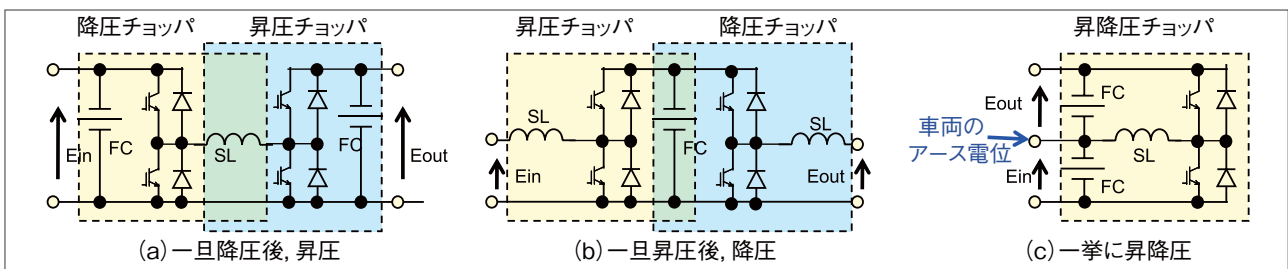 降圧チョッパ
昇圧チョッパ
Ein
FC
SL
FC
Eout
(a)一旦降圧後,昇圧
昇圧チョッパ
降圧チョッパ
SL
Ein
FC
SL
Eout
(b)一旦昇圧後,降圧
昇降圧チョッパ
Eout
FC
車両の
アース電位
SL
Ein
FC
(c)一挙に昇降圧